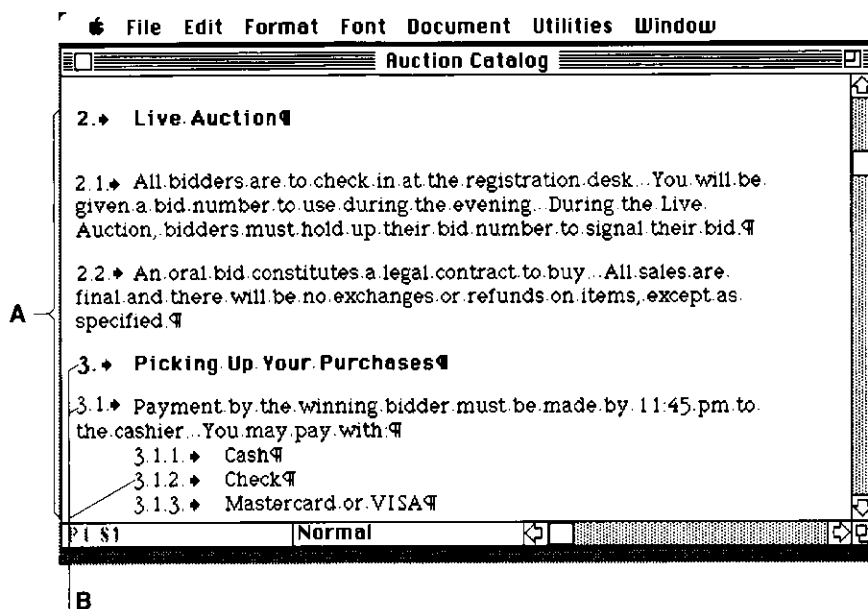 File Edit Format Font Document Utilities Window
Auction Catalog
2.➧ Live Auction¶
2.1.➧ All bidders are to check in at the registration desk. You will be
given a bid number to use during the evening. During the Live
Auction, bidders must hold up their bid number to signal their bid.¶
2.2.➧ An oral bid constitutes a legal contract to buy. All sales are
final and there will be no exchanges or refunds on items, except as
specified.¶
A
3.➧ Picking Up Your Purchases¶
3.1.➧ Payment by the winning bidder must be made by 11:45 pm to
the cashier. You may pay with:¶
3.1.1.➧ Cash¶
3.1.2.➧ Check¶
3.1.3.➧ Mastercard or VISA¶
P1 S1 Normal
B